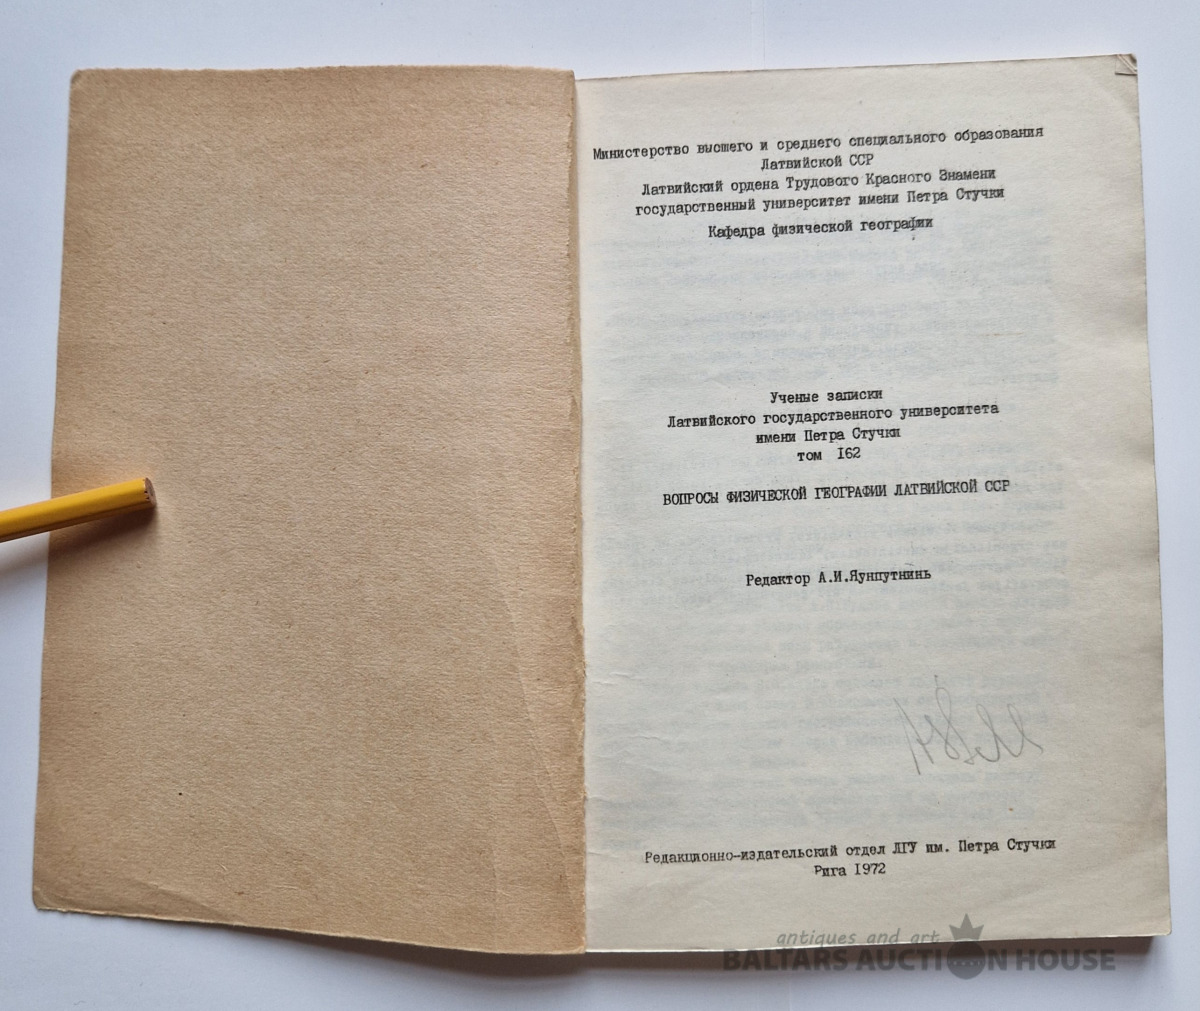 Министерство высшего и среднего специального образования
Латвийской ССР
Латвийский ордена Трудового Красного Знамени
государственный университет имени Петра Стучки
Кафедра физической географии
Ученые записки
Латвийского государственного университета
имени Петра Стучки
том 162
ВОПРОСЫ ФИЗИЧЕСКОЙ ГЕОГРАФИИ ЛАТВИЙСКОЙ ССР
Редактор А.И.Яунпутнинь
Редакционно-издательский отдел ЛГУ им. Петра Стучки
Рига 1972
antiques and art
BALTARS AUCTION HOUSE